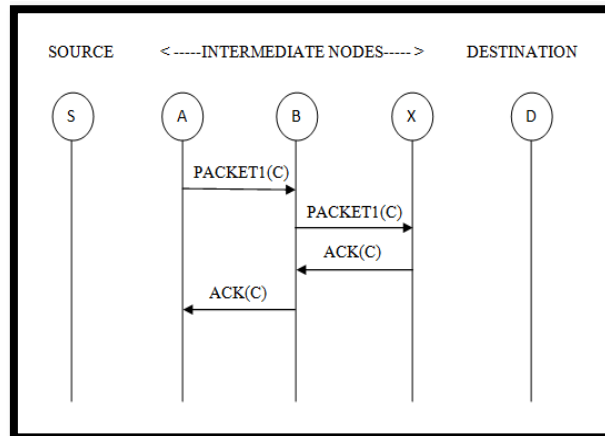 SOURCE < -----INTERMEDIATE NODES----- > DESTINATION
S A B X D
PACKET1(C)
PACKET1(C)
ACK(C)
ACK(C)